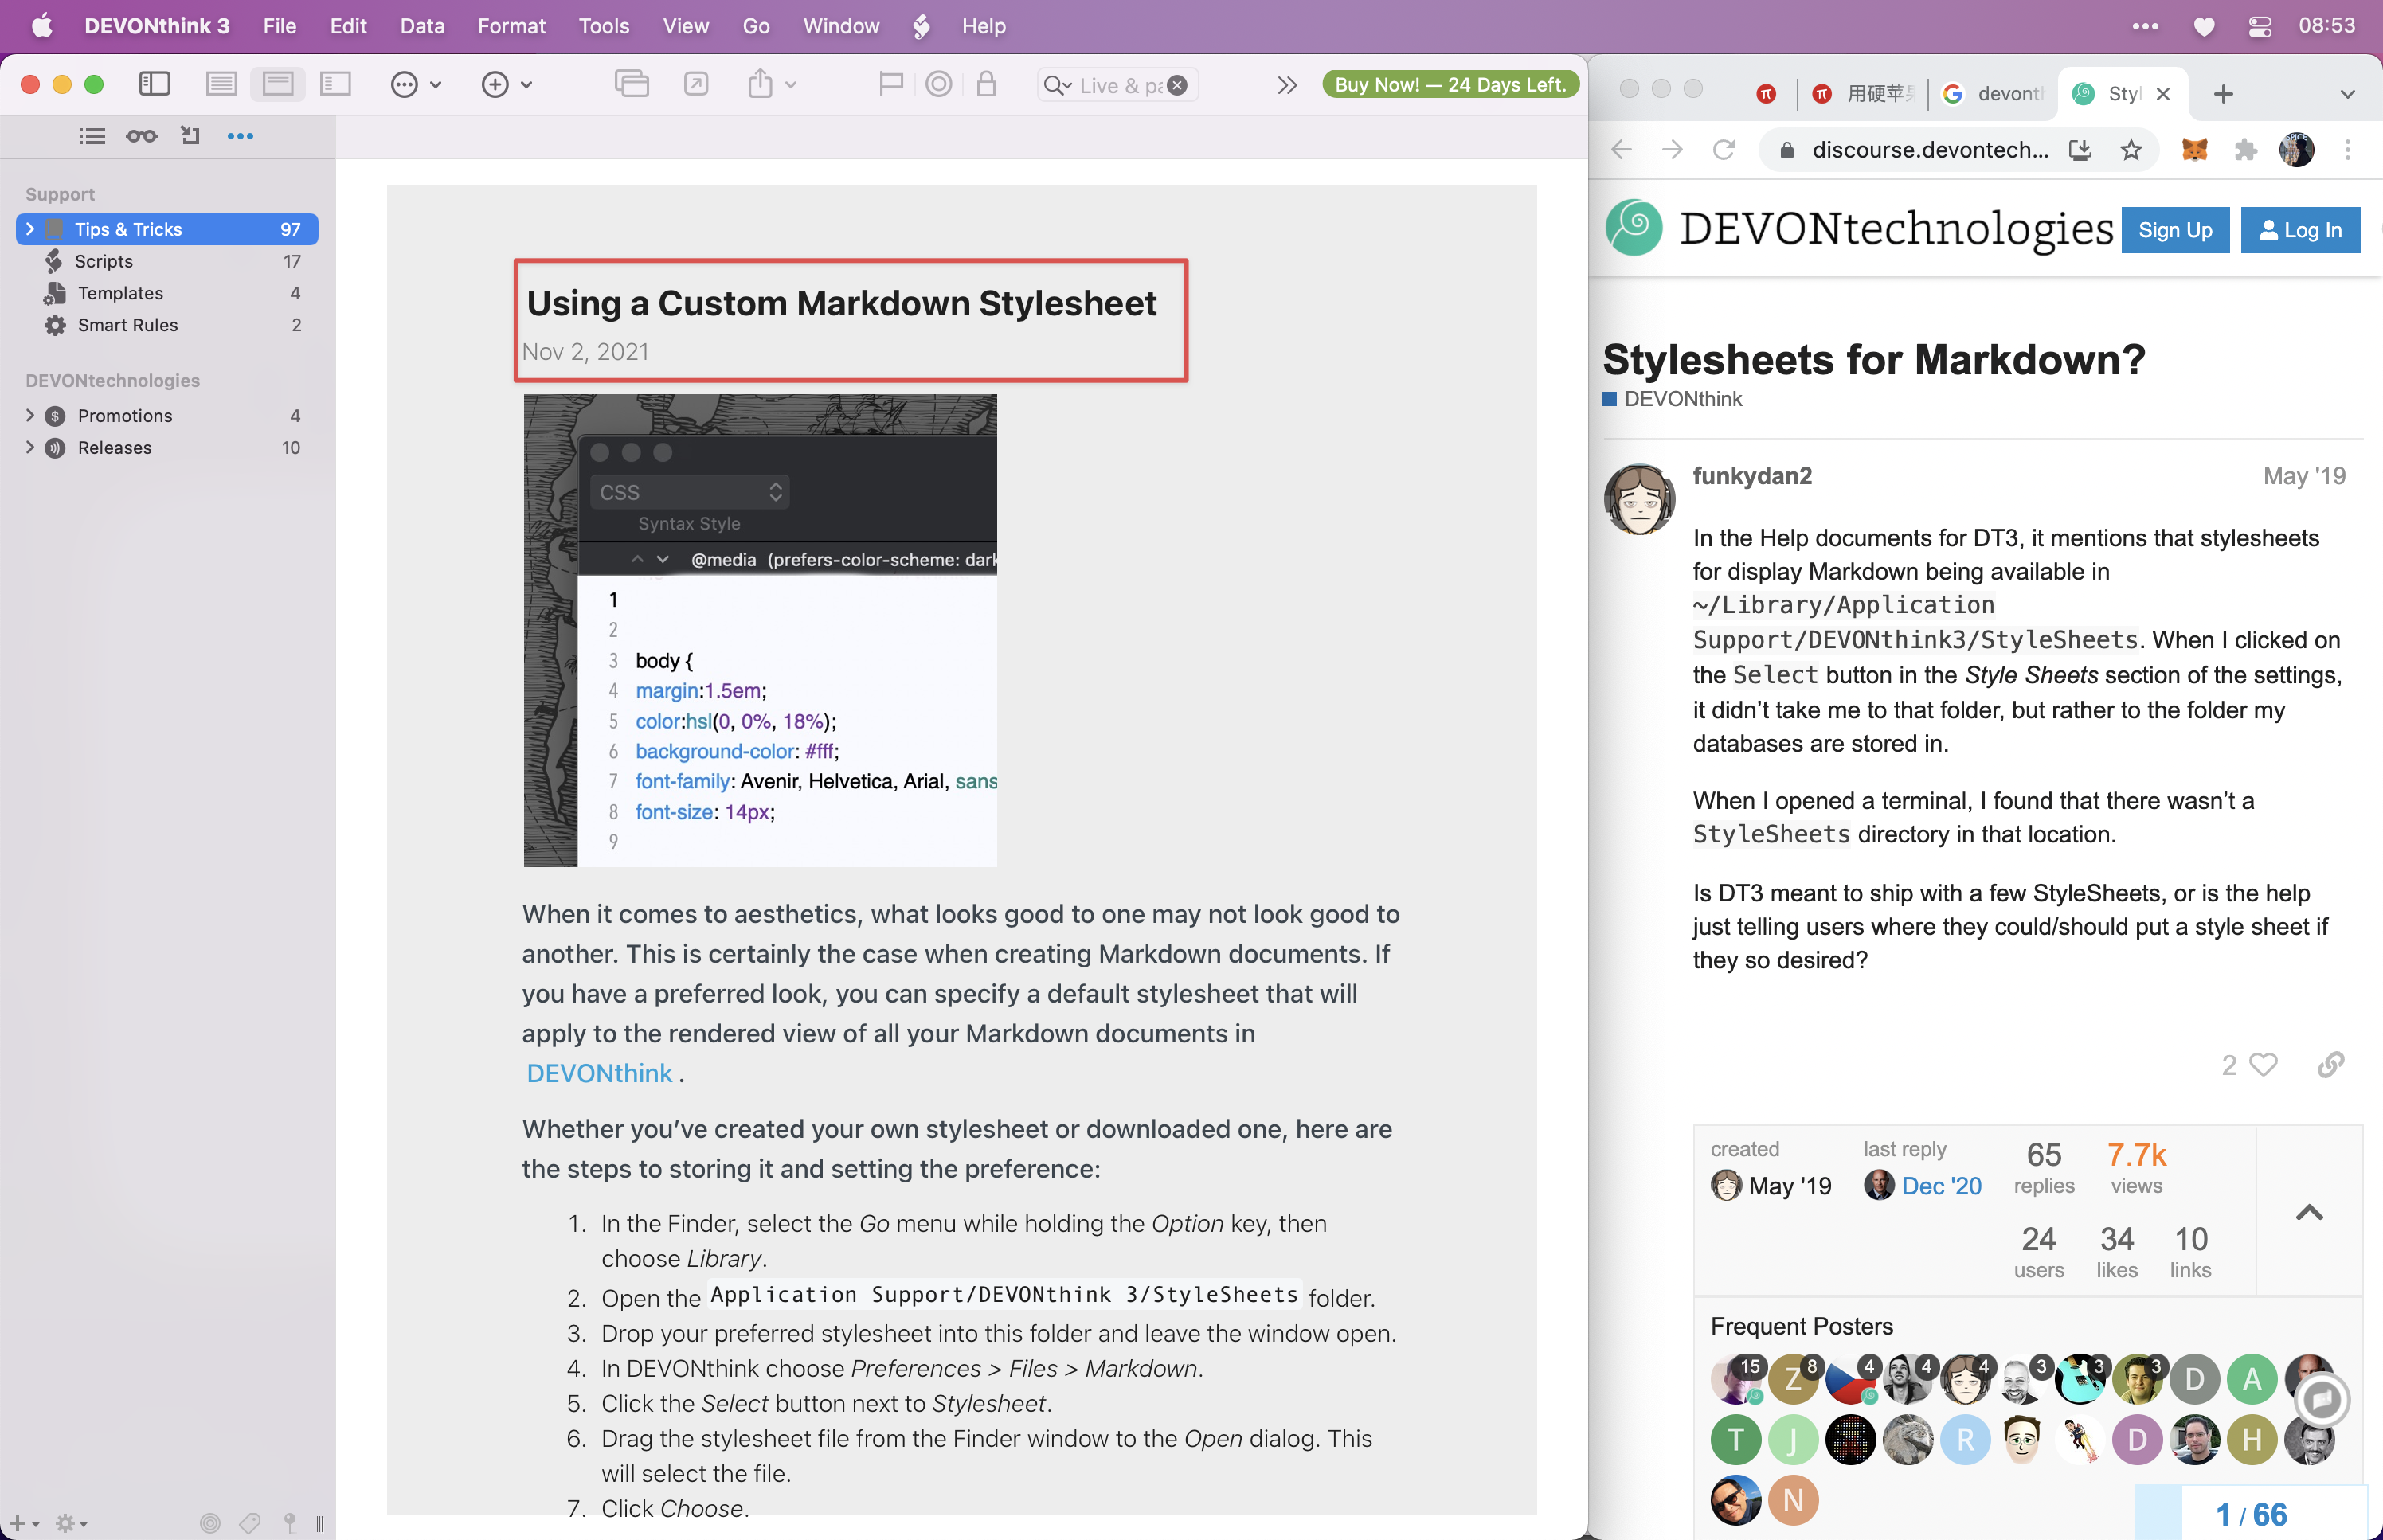 DEVONthink 3 File Edit Data Format Tools View Go Window Help 08:53
Live & pa
Buy Now! — 24 Days Left.
Support
Tips & Tricks 97
Scripts 17
Templates 4
Smart Rules 2
DEVONtechnologies
Promotions 4
Releases 10
Using a Custom Markdown Stylesheet
Nov 2, 2021
CSS
Syntax Style
@media (prefers-color-scheme: dark
1
2
3 body {
4 margin:1.5em;
5 color:hsl(0, 0%, 18%);
6 background-color: #fff;
7 font-family: Avenir, Helvetica, Arial, sans
8 font-size: 14px;
9
When it comes to aesthetics, what looks good to one may not look good to
another. This is certainly the case when creating Markdown documents. If
you have a preferred look, you can specify a default stylesheet that will
apply to the rendered view of all your Markdown documents in
DEVONthink .
Whether you’ve created your own stylesheet or downloaded one, here are
the steps to storing it and setting the preference:
1. In the Finder, select the Go menu while holding the Option key, then
choose Library.
2. Open the Application Support/DEVONthink 3/StyleSheets folder.
3. Drop your preferred stylesheet into this folder and leave the window open.
4. In DEVONthink choose Preferences > Files > Markdown.
5. Click the Select button next to Stylesheet.
6. Drag the stylesheet file from the Finder window to the Open dialog. This
will select the file.
7. Click Choose.
用硬苹 devont Styl
discourse.devontech...
DEVONtechnologies Sign Up Log In
Stylesheets for Markdown?
DEVONthink
funkydan2 May '19
In the Help documents for DT3, it mentions that stylesheets
for display Markdown being available in
~/Library/Application
Support/DEVONthink3/StyleSheets. When I clicked on
the Select button in the Style Sheets section of the settings,
it didn’t take me to that folder, but rather to the folder my
databases are stored in.
When I opened a terminal, I found that there wasn’t a
StyleSheets directory in that location.
Is DT3 meant to ship with a few StyleSheets, or is the help
just telling users where they could/should put a style sheet if
they so desired?
2
created last reply 65 7.7k
May '19 Dec '20 replies views
24 34 10
users likes links
Frequent Posters
15 Z 8 4 4 4 3 3 3 D A
T J R D H
N
1 / 66